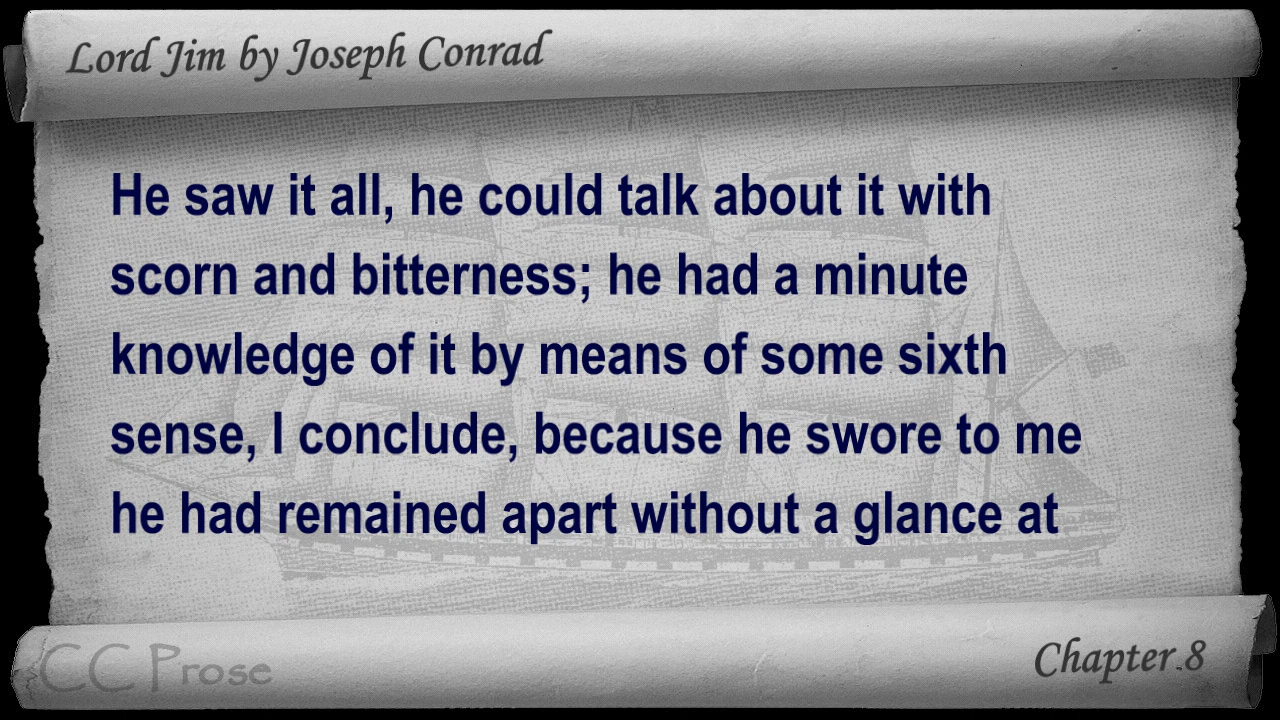 Lord Jim by Joseph Conrad
He saw it all, he could talk about it with
scorn and bitterness; he had a minute
knowledge of it by means of some sixth
sense, I conclude, because he swore to me
he had remained apart without a glance at
CC Prose
Chapter 8